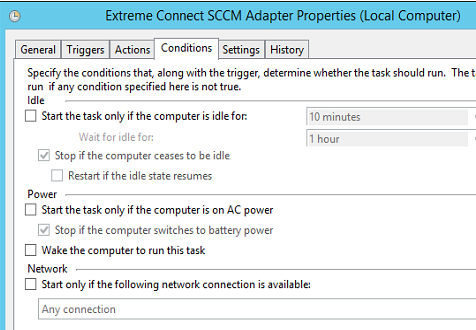 Extreme Connect SCCM Adapter Properties (Local Computer)
General Triggers Actions Conditions Settings History
Specify the conditions that, along with the trigger, determine whether the task should run. The
run if any condition specified here is not true.
Idle
Start the task only if the computer is idle for: 10 minutes
Wait for idle for: 1 hour
Stop if the computer ceases to be idle
Restart if the idle state resumes
Power
Start the task only if the computer is on AC power
Stop if the computer switches to battery power
Wake the computer to run this task
Network
Start only if the following network connection is available:
Any connection